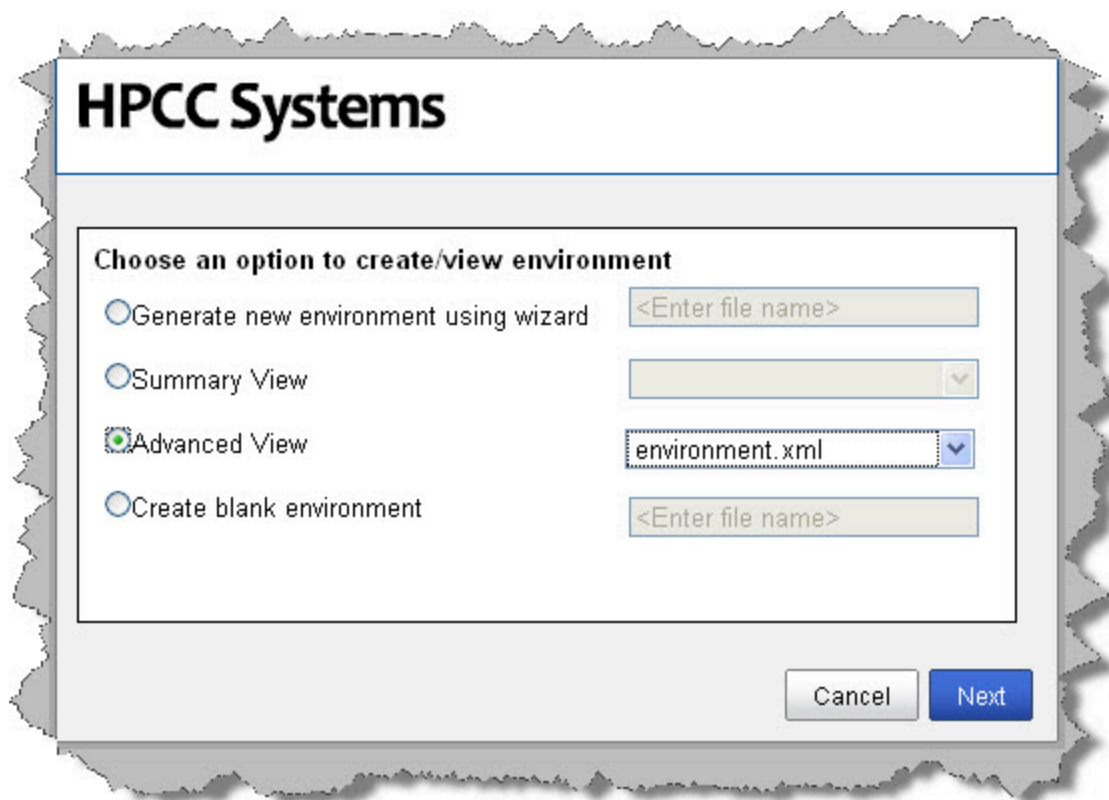 HPCC Systems
Choose an option to create/view environment
Generate new environment using wizard <Enter file name>
Summary View
Advanced View environment.xml
Create blank environment <Enter file name>
Cancel Next